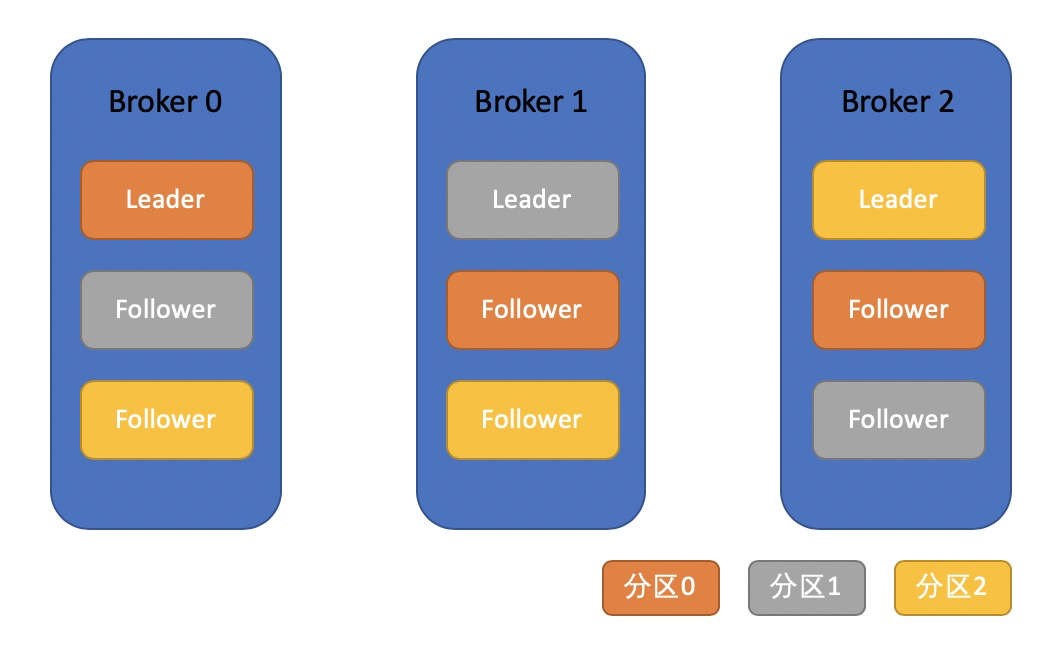 Broker 0
Leader
Follower
Follower
Broker 1
Leader
Follower
Follower
Broker 2
Leader
Follower
Follower
分区0
分区1
分区2